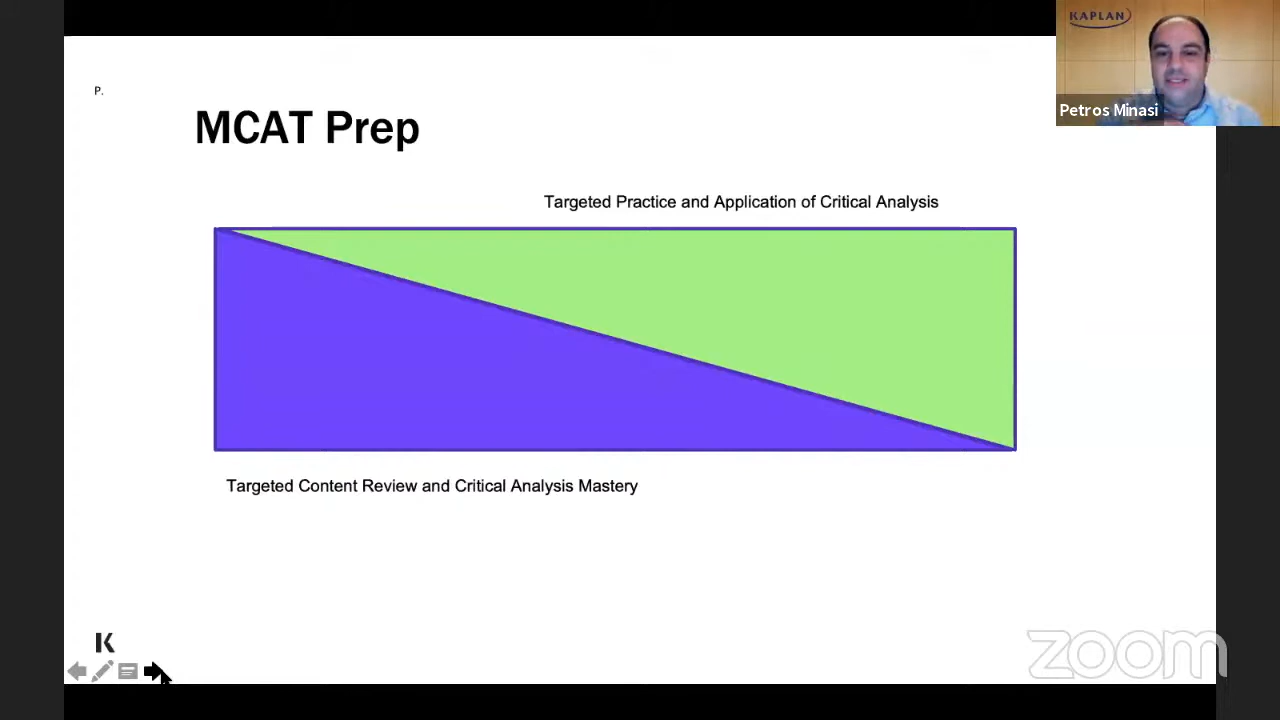 KAPLAN
Petros Minasi
P.
MCAT Prep
Targeted Practice and Application of Critical Analysis
Targeted Content Review and Critical Analysis Mastery
K
zoom